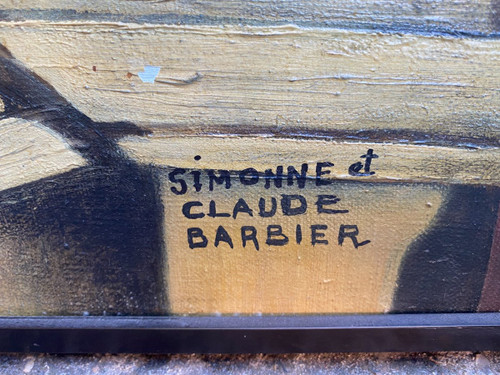 SiMONNE et
CLAUDE
BARBIER